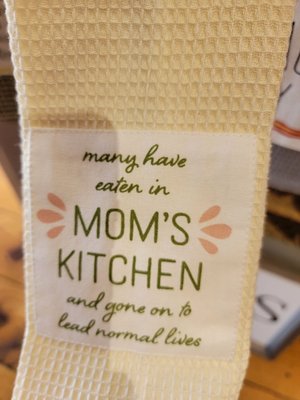 many have
eaten in
MOM'S
KITCHEN
and gone on to
lead normal lives